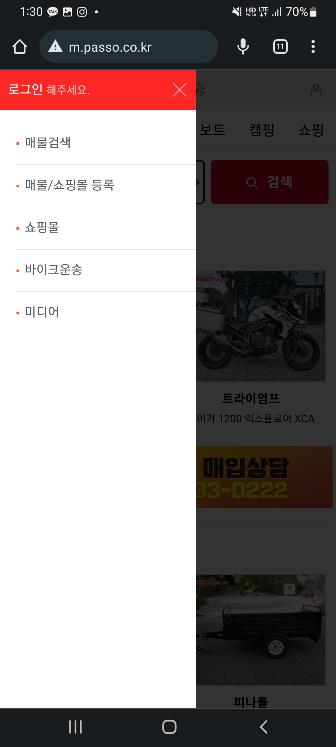 1:30
70%
m.passo.co.kr
11
로그인 해주세요.
매물검색
매물/쇼핑몰 등록
쇼핑몰
바이크운송
미디어
보트 캠핑 쇼핑
검색
트라이엄프
이거 1200 익스플로어 XCA
매입상담
33-0222
피나클